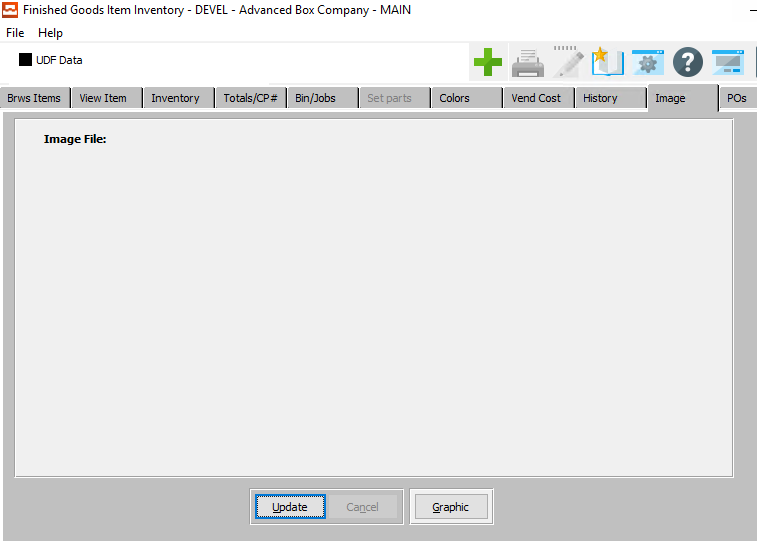 Finished Goods Item Inventory - DEVEL - Advanced Box Company - MAIN
File Help
UDF Data
?
Brws Items View Item Inventory Totals/CP# Bin/Jobs Set parts Colors Vend Cost History Image POs
Image File:
Update Cancel Graphic